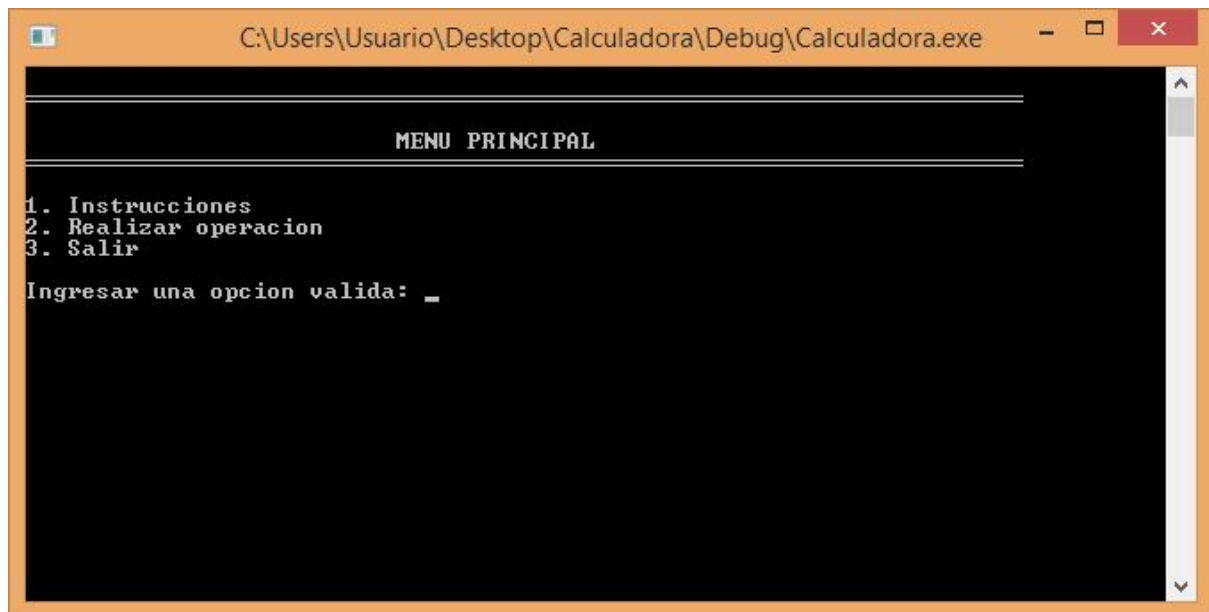 C:\Users\Usuario\Desktop\Calculadora\Debug\Calculadora.exe
MENU PRINCIPAL
1. Instrucciones
2. Realizar operacion
3. Salir
Ingresar una opcion valida: _